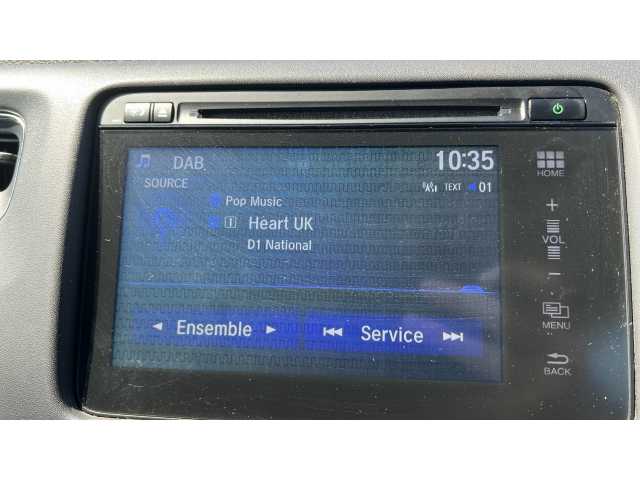 DAB
10:35
HOME
SOURCE
TEXT 01
Pop Music
Heart UK
D1 National
+
VOL
−
Ensemble
Service
MENU
BACK